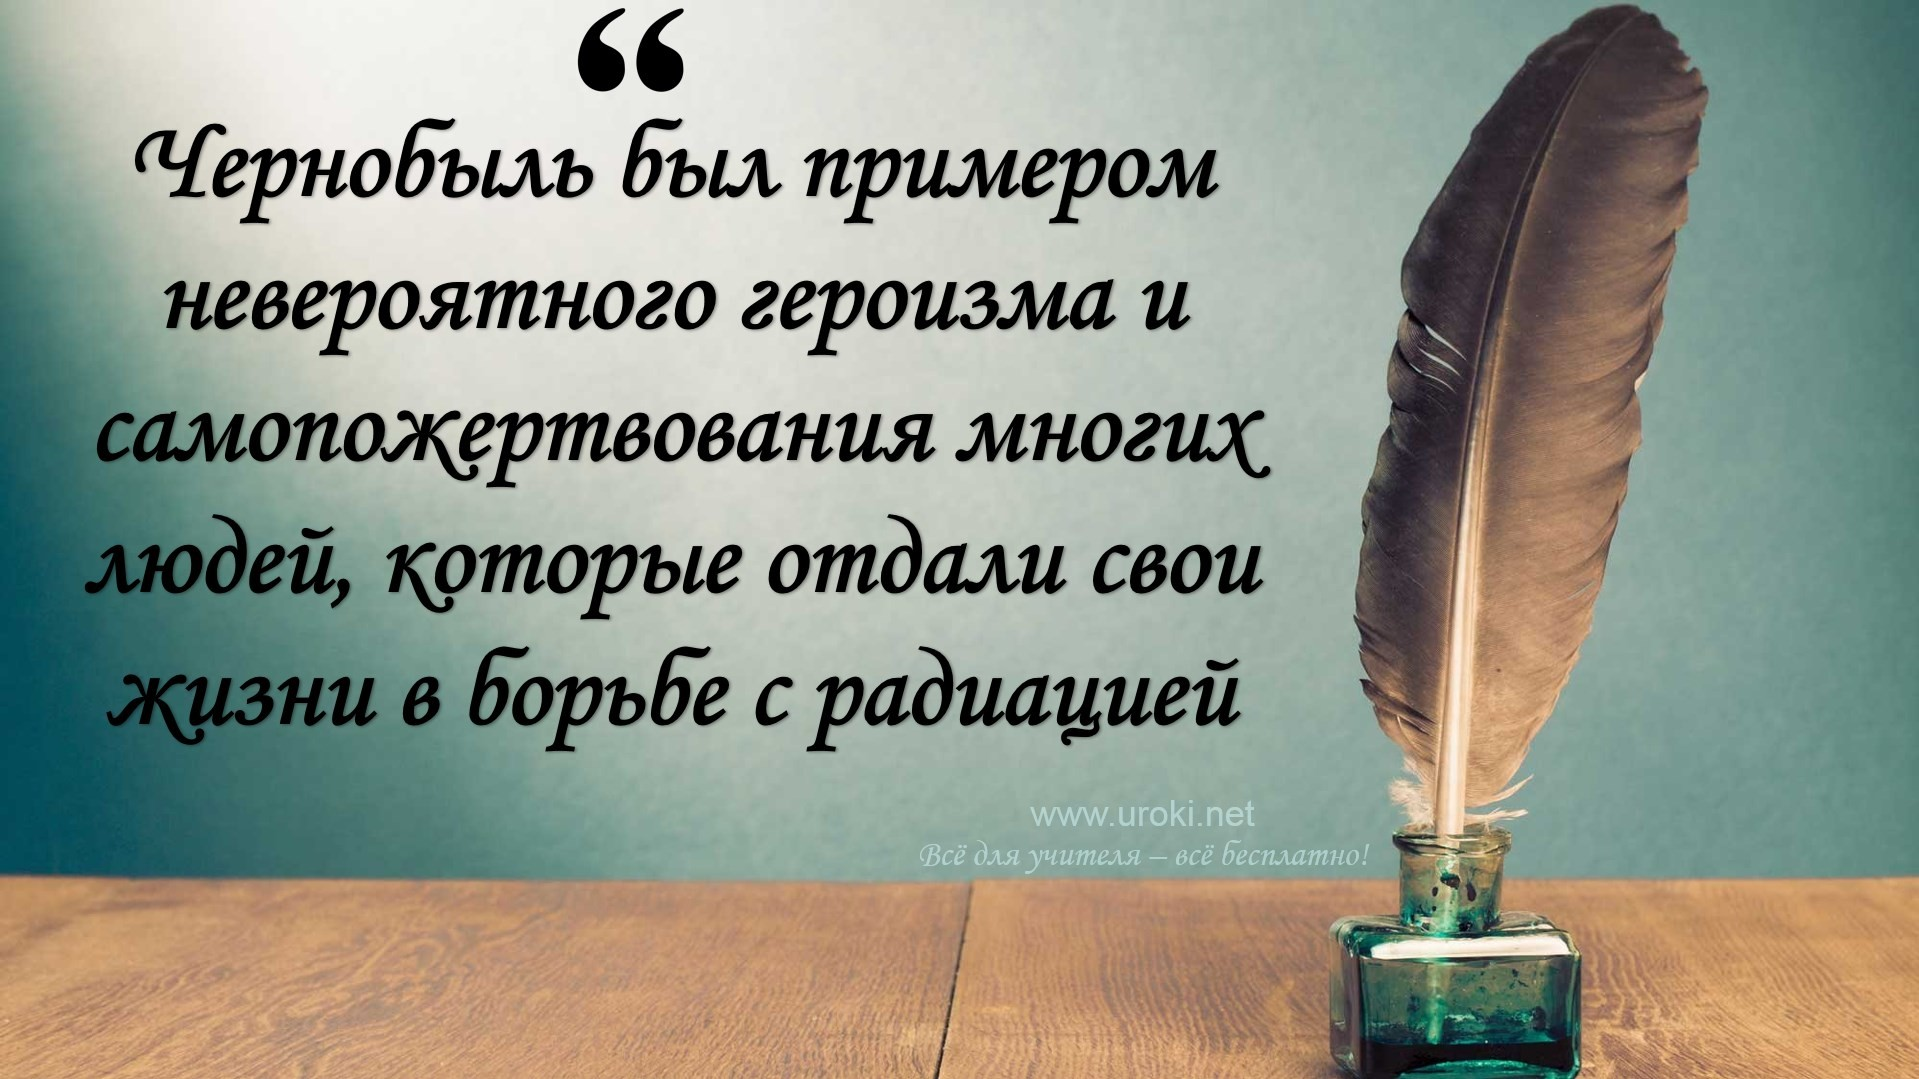 “
Чернобыль был примером
невероятного героизма и
самопожертвования многих
людей, которые отдали свои
жизни в борьбе с радиацией
www.uroki.net
Всё для учителя – всё бесплатно!